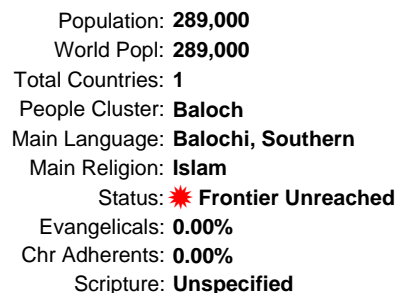 Population: 289,000
World Popl: 289,000
Total Countries: 1
People Cluster: Baloch
Main Language: Balochi, Southern
Main Religion: Islam
Status: Frontier Unreached
Evangelicals: 0.00%
Chr Adherents: 0.00%
Scripture: Unspecified